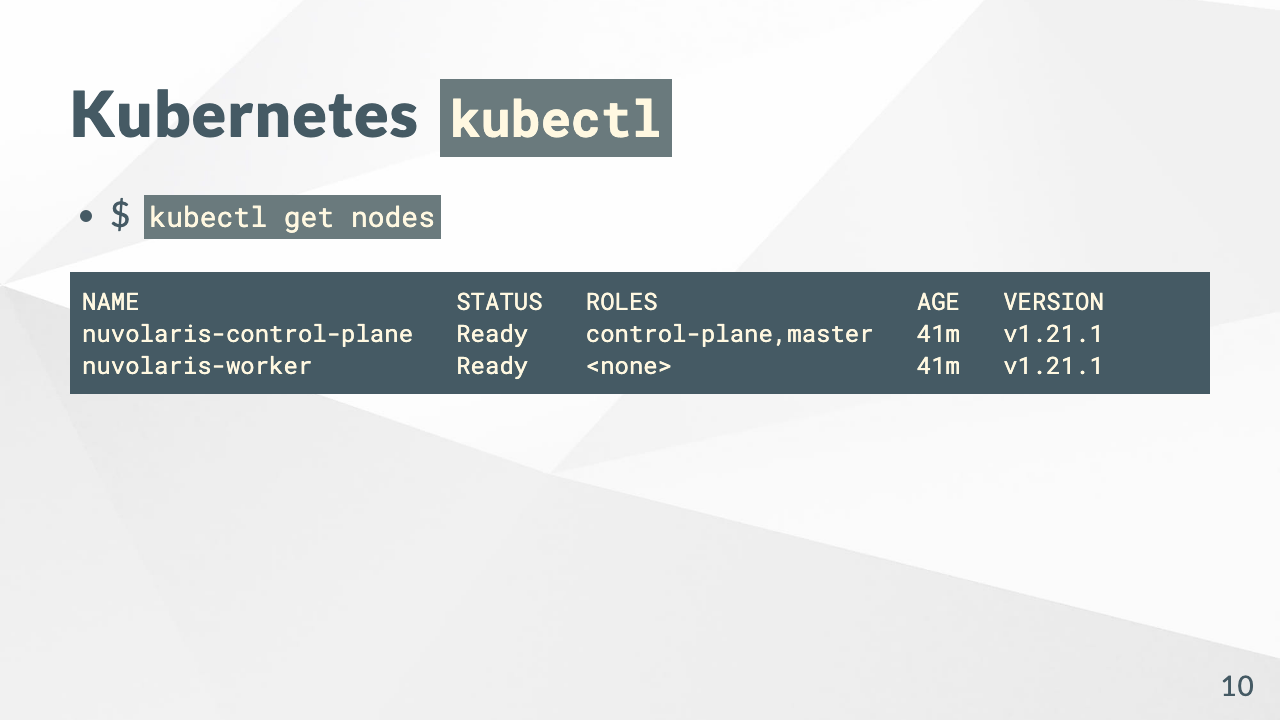 Kubernetes kubectl
• $ kubectl get nodes
NAME STATUS ROLES AGE VERSION
nuvolaris-control-plane Ready control-plane,master 41m v1.21.1
nuvolaris-worker Ready <none> 41m v1.21.1
10